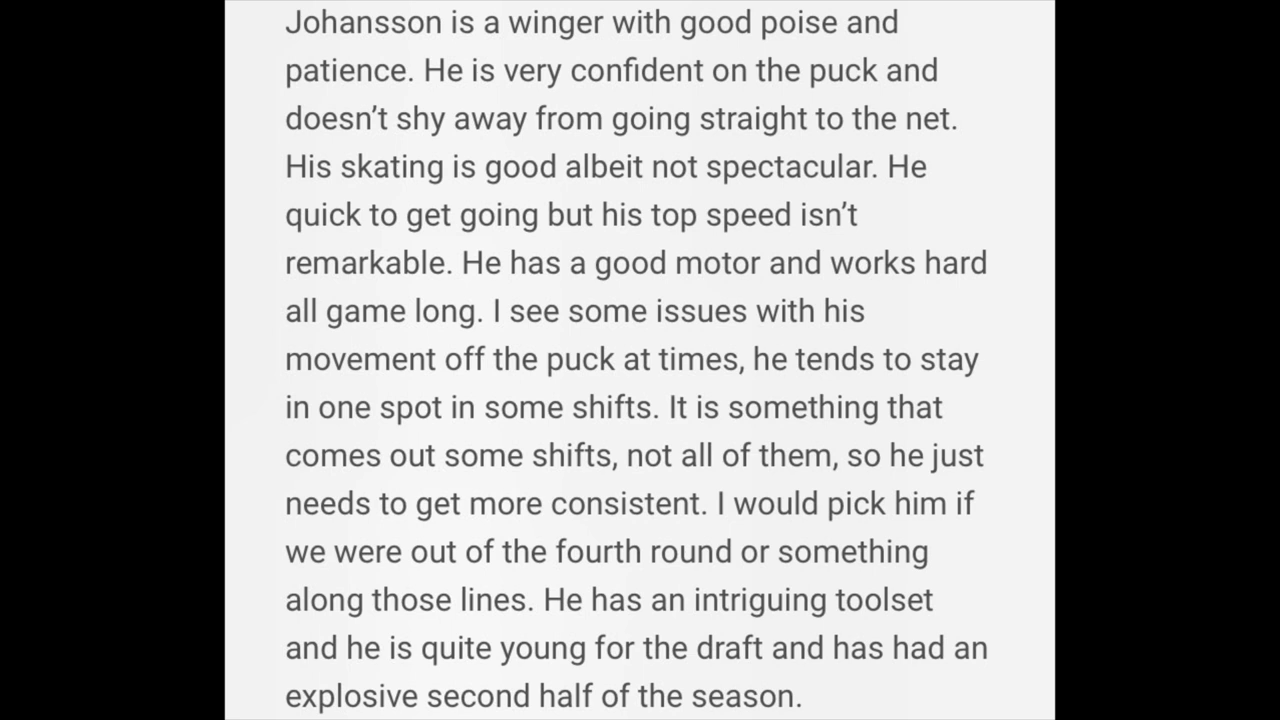 Johansson is a winger with good poise and
patience. He is very confident on the puck and
doesn’t shy away from going straight to the net.
His skating is good albeit not spectacular. He
quick to get going but his top speed isn’t
remarkable. He has a good motor and works hard
all game long. I see some issues with his
movement off the puck at times, he tends to stay
in one spot in some shifts. It is something that
comes out some shifts, not all of them, so he just
needs to get more consistent. I would pick him if
we were out of the fourth round or something
along those lines. He has an intriguing toolset
and he is quite young for the draft and has had an
explosive second half of the season.